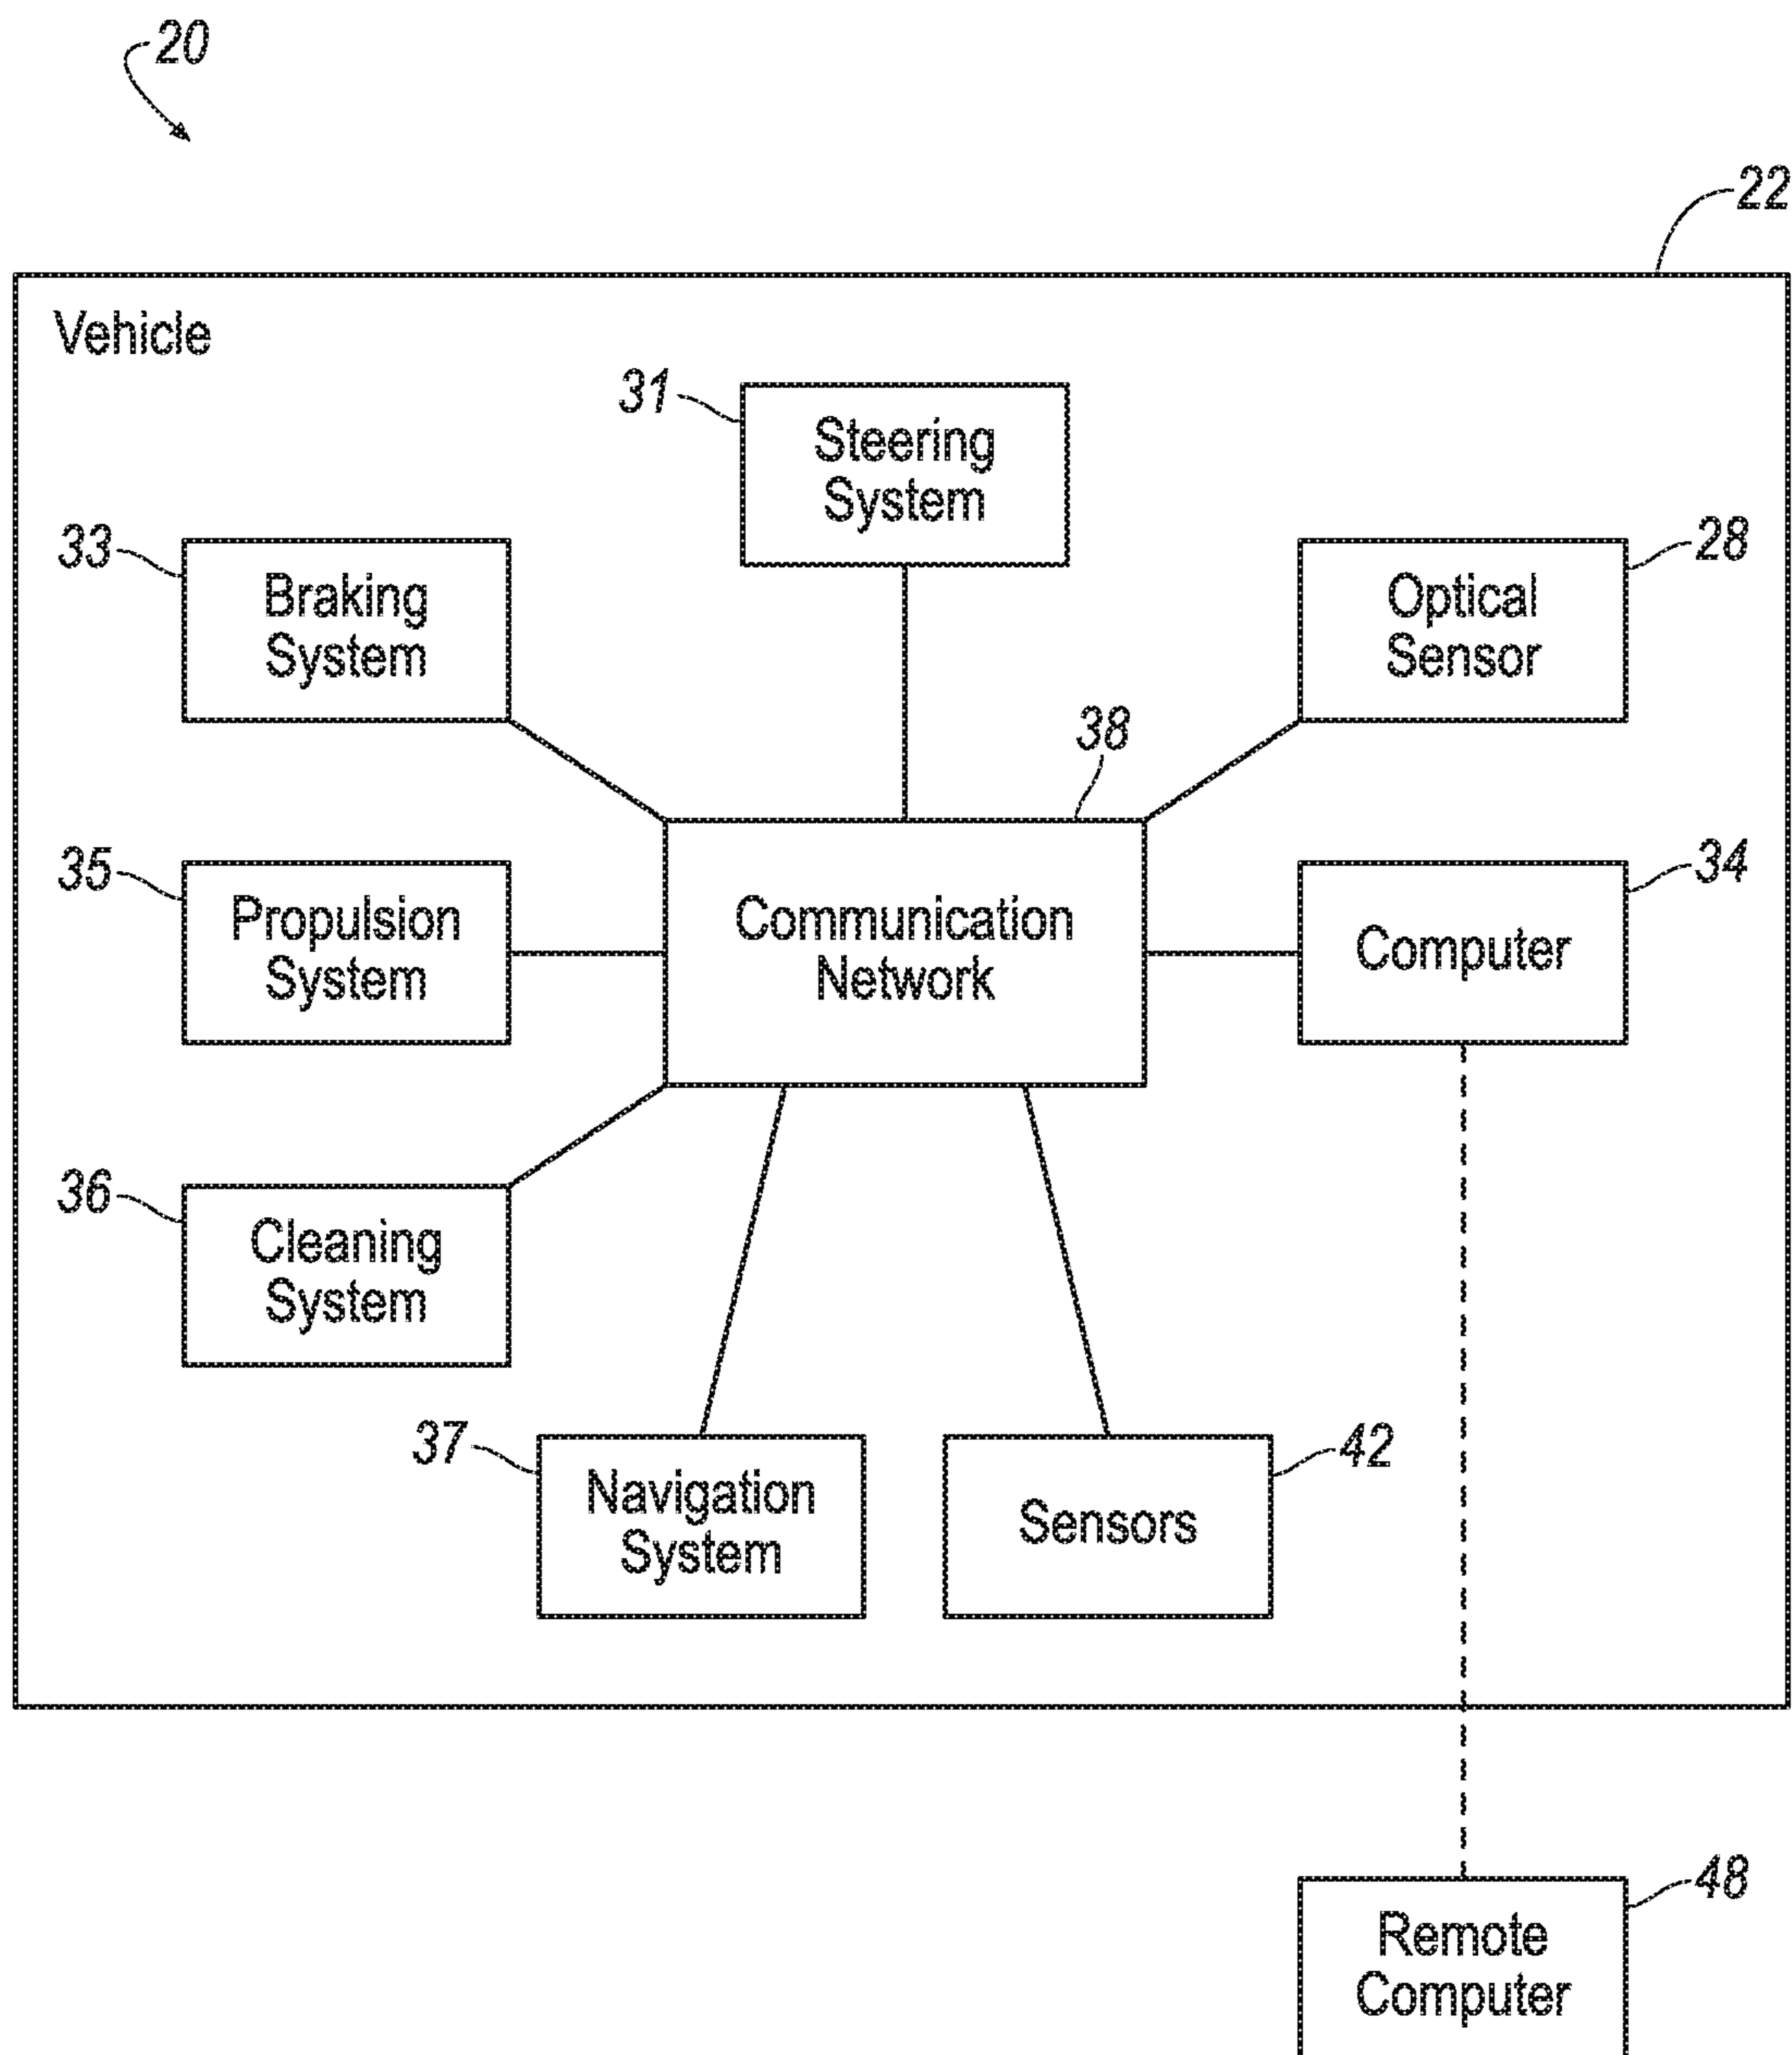 20
22
Vehicle
31
Steering
System
33
Braking
System
28
Optical
Sensor
38
35
Propulsion
System
Communication
Network
34
Computer
36
Cleaning
System
37
Navigation
System
42
Sensors
48
Remote
Computer